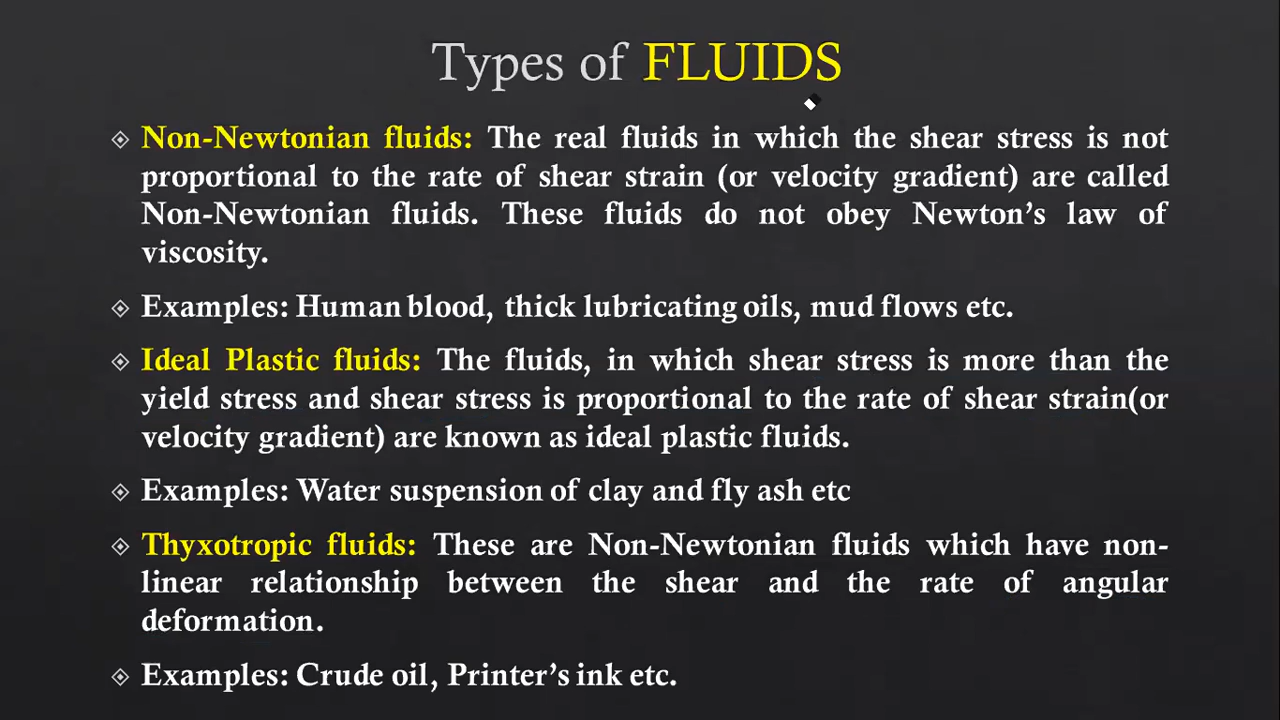 Types of FLUIDS
Non-Newtonian fluids: The real fluids in which the shear stress is not
proportional to the rate of shear strain (or velocity gradient) are called
Non-Newtonian fluids. These fluids do not obey Newton’s law of
viscosity.
Examples: Human blood, thick lubricating oils, mud flows etc.
Ideal Plastic fluids: The fluids, in which shear stress is more than the
yield stress and shear stress is proportional to the rate of shear strain(or
velocity gradient) are known as ideal plastic fluids.
Examples: Water suspension of clay and fly ash etc
Thyxotropic fluids: These are Non-Newtonian fluids which have non-
linear relationship between the shear and the rate of angular
deformation.
Examples: Crude oil, Printer’s ink etc.